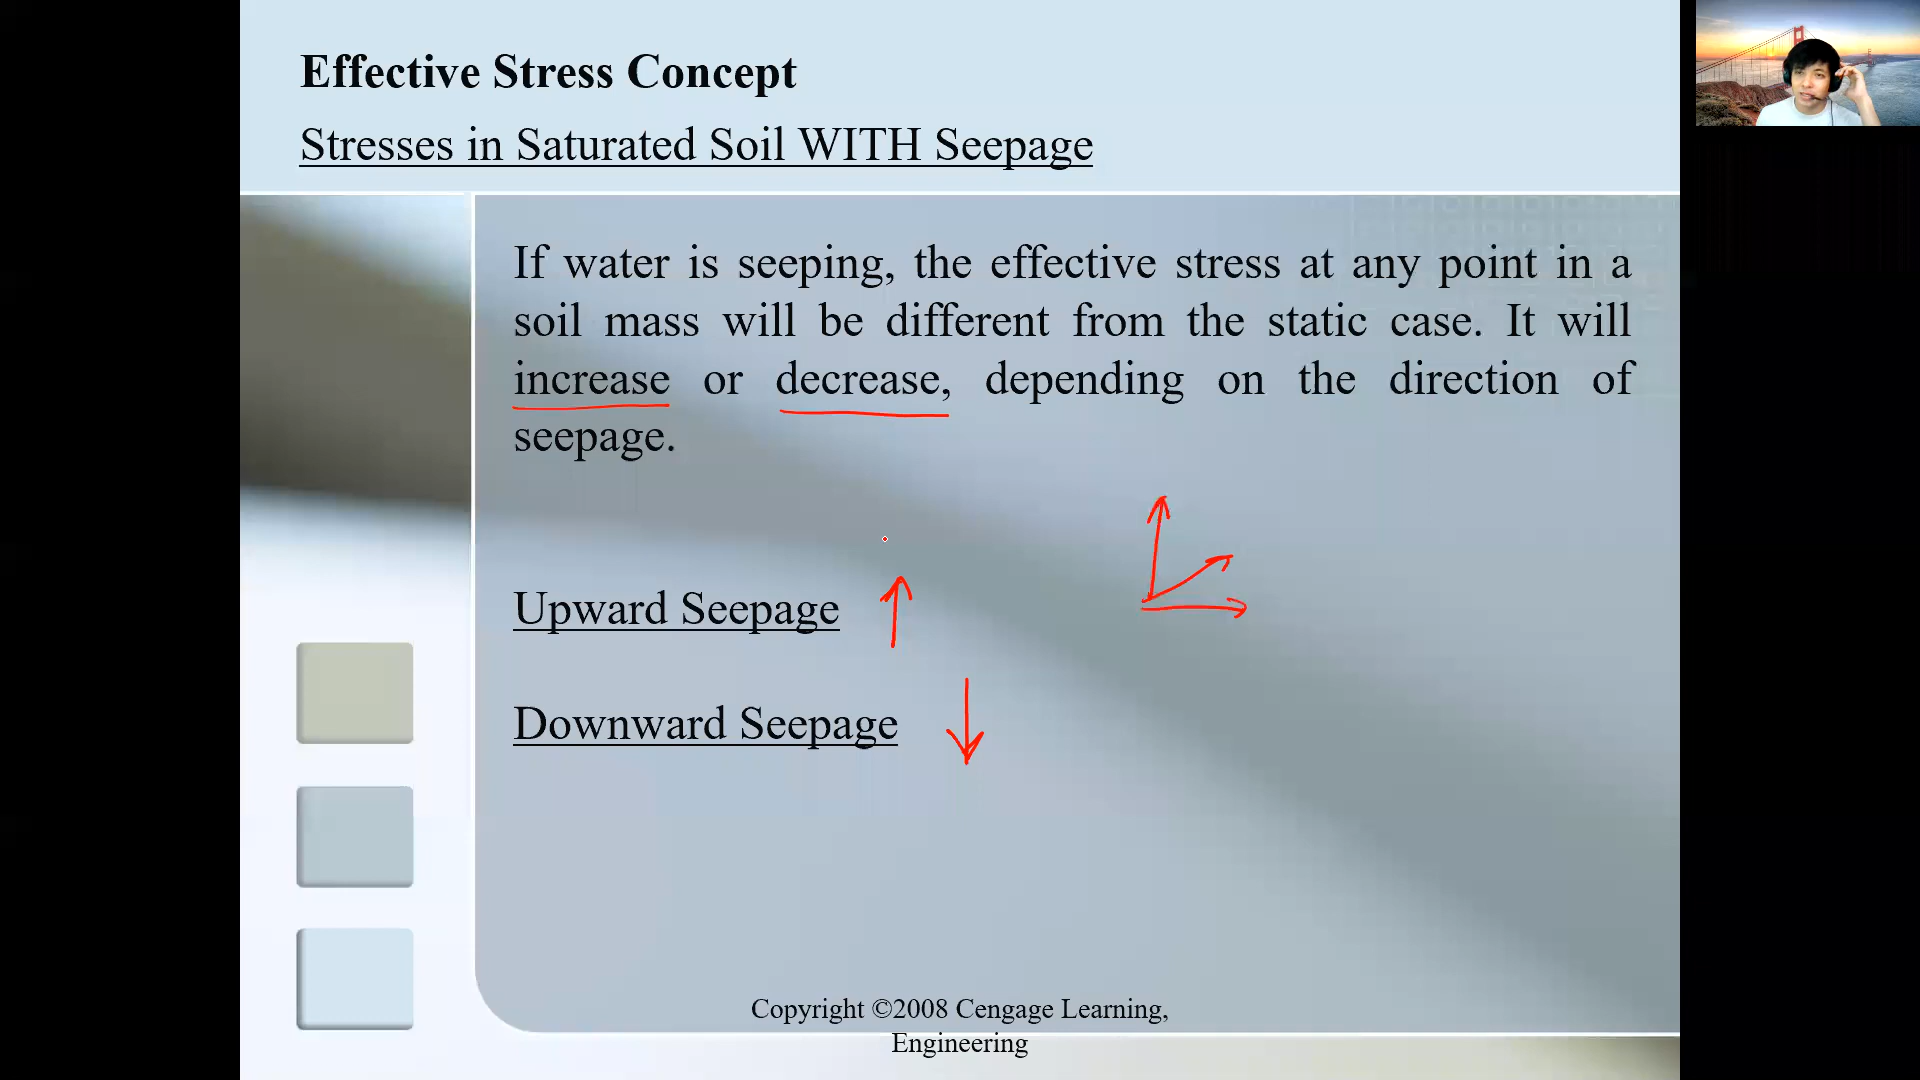 Effective Stress Concept
Stresses in Saturated Soil WITH Seepage
If water is seeping, the effective stress at any point in a
soil mass will be different from the static case. It will
increase or decrease, depending on the direction of
seepage.
Upward Seepage
Downward Seepage
Copyright ©2008 Cengage Learning,
Engineering